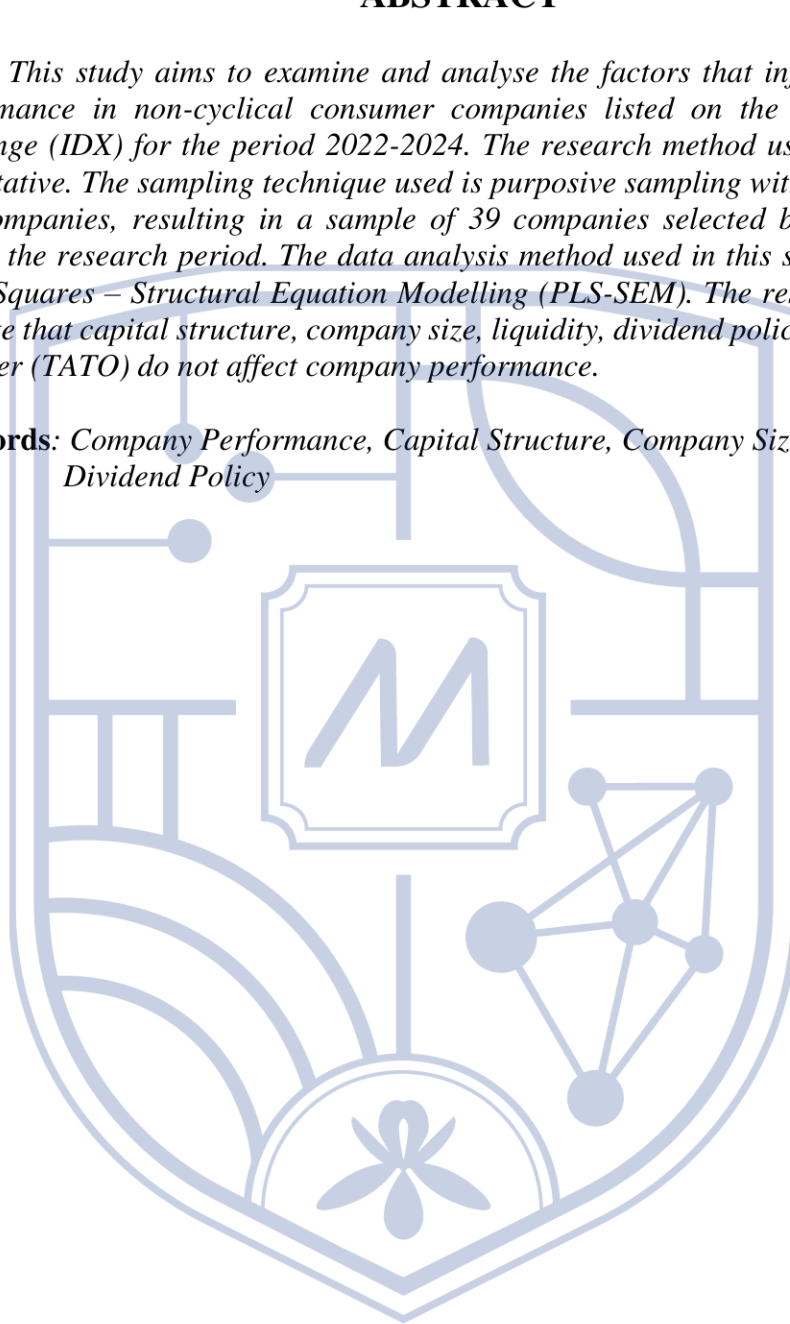 ABSTRACT
This study aims to examine and analyse the factors that in
mance in non-cyclical consumer companies listed on the
nge (IDX) for the period 2022-2024. The research method us
tative. The sampling technique used is purposive sampling wit
ompanies, resulting in a sample of 39 companies selected b
the research period. The data analysis method used in this s
Squares – Structural Equation Modelling (PLS-SEM). The res
e that capital structure, company size, liquidity, dividend polic
er (TATO) do not affect company performance.
ords: Company Performance, Capital Structure, Company Siz
Dividend Policy
M